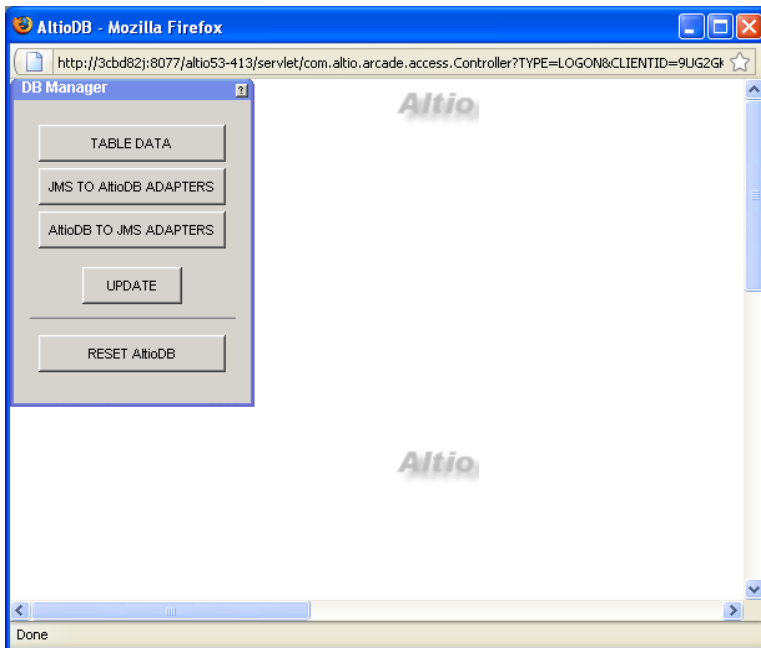 AltioDB - Mozilla Firefox
http://3cbd82j:8077/altio53-413/servlet/com.altio.arcade.access.Controller?TYPE=LOGON&CLIENTID=9UG2GK
DB Manager ?
Altio
TABLE DATA
JMS TO AltioDB ADAPTERS
AltioDB TO JMS ADAPTERS
UPDATE
RESET AltioDB
Altio
Done